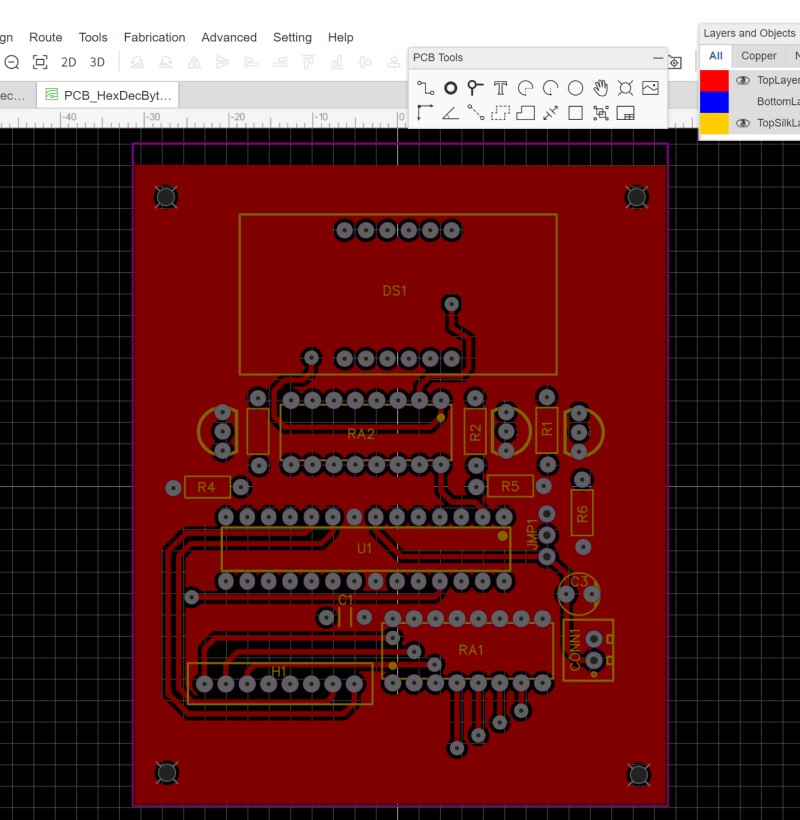 gn Route Tools Fabrication Advanced Setting Help
2D 3D
PCB Tools
Layers and Objects
All Copper N
ec... PCB_HexDecByt...
TopLayer
BottomLa
TopSilkLa
-40 -30 -20 -10 0
DS1
RA2
R2
R1
R4
R5
R6
U1
JMP1
C3
C1
RA1
CONN1
H1